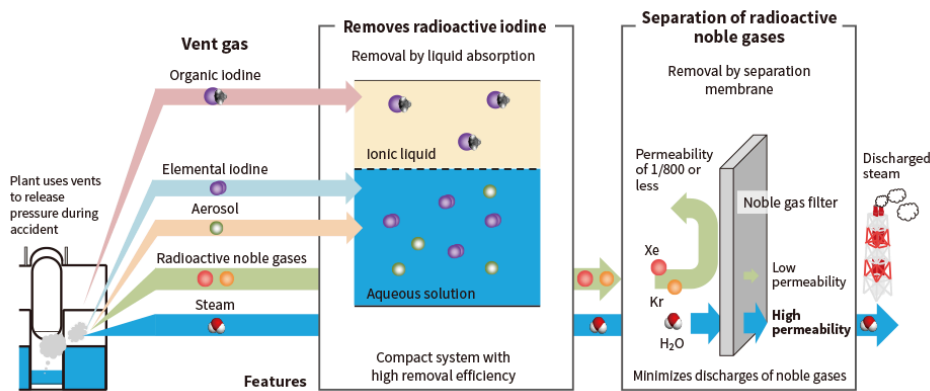 Vent gas
Organic iodine
Elemental iodine
Aerosol
Radioactive noble gases
Steam
Plant uses vents
to release
pressure during
accident
Features
Removes radioactive iodine
Removal by liquid absorption
Ionic liquid
Aqueous solution
Compact system with
high removal efficiency
Separation of radioactive
noble gases
Removal by separation
membrane
Permeability
of 1/800 or
less
Noble gas filter
Xe
Kr
H₂O
Low
permeability
High
permeability
Minimizes discharges of noble gases
Discharged
steam